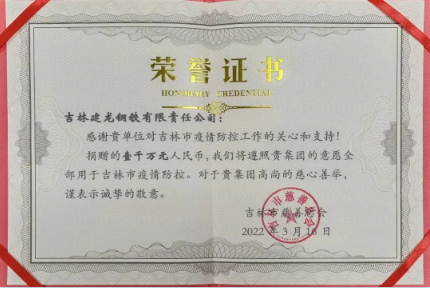 荣誉证书
HONORARY CREDENTIAL
吉林建龙钢铁有限责任公司：
感谢贵单位对吉林市疫情防控工作的关心和支持！
捐赠的壹千万元人民币，我们将遵照贵集团的意愿全
部用于吉林市疫情防控。对于贵集团高尚的慈心善举，
谨表示诚挚的敬意。
吉林市慈善总会
2022年3月16日